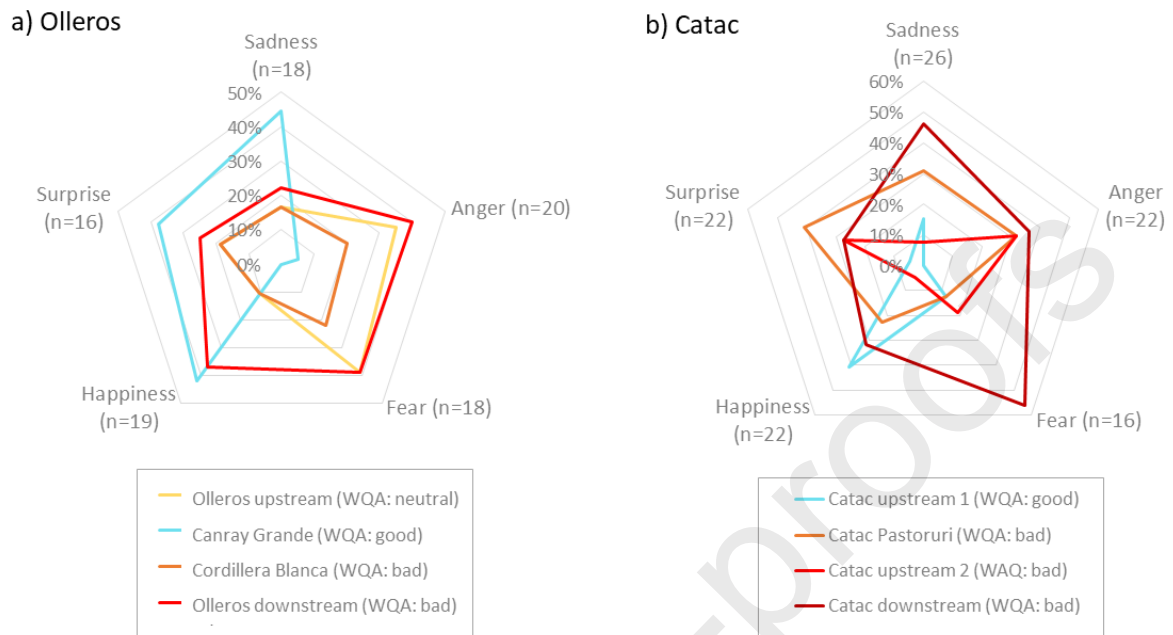 a) Olleros
Sadness
(n=18)
50%
40%
30%
20%
10%
0%
Surprise
(n=16)
Anger (n=20)
Happiness
(n=19)
Fear (n=18)
Olleros upstream (WQA: neutral)
Canray Grande (WQA: good)
Cordillera Blanca (WQA: bad)
Olleros downstream (WQA: bad)
b) Catac
Sadness
(n=26)
60%
50%
40%
30%
20%
10%
0%
Surprise
(n=22)
Anger
(n=22)
Happiness
(n=22)
Fear (n=16)
Catac upstream 1 (WQA: good)
Catac Pastoruri (WQA: bad)
Catac upstream 2 (WAQ: bad)
Catac downstream (WQA: bad)
proofs